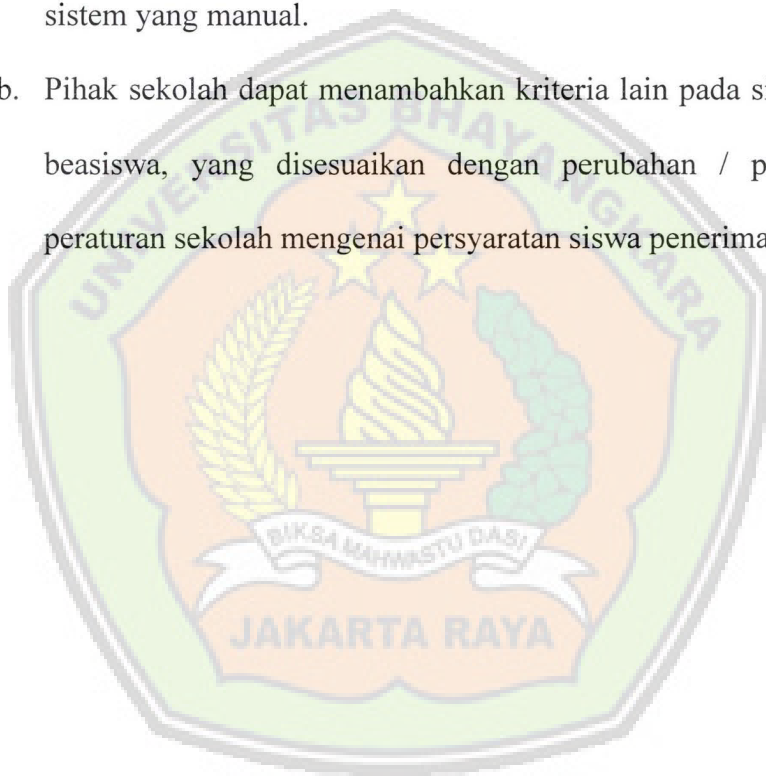 sistem yang manual.
b. Pihak sekolah dapat menambahkan kriteria lain pada
beasiswa, yang disesuaikan dengan perubahan /
peraturan sekolah mengenai persyaratan siswa penerima
UNIVERSITAS BHAYANGKARA
BIKSA MAHWASTU DASI
JAKARTA RAYA